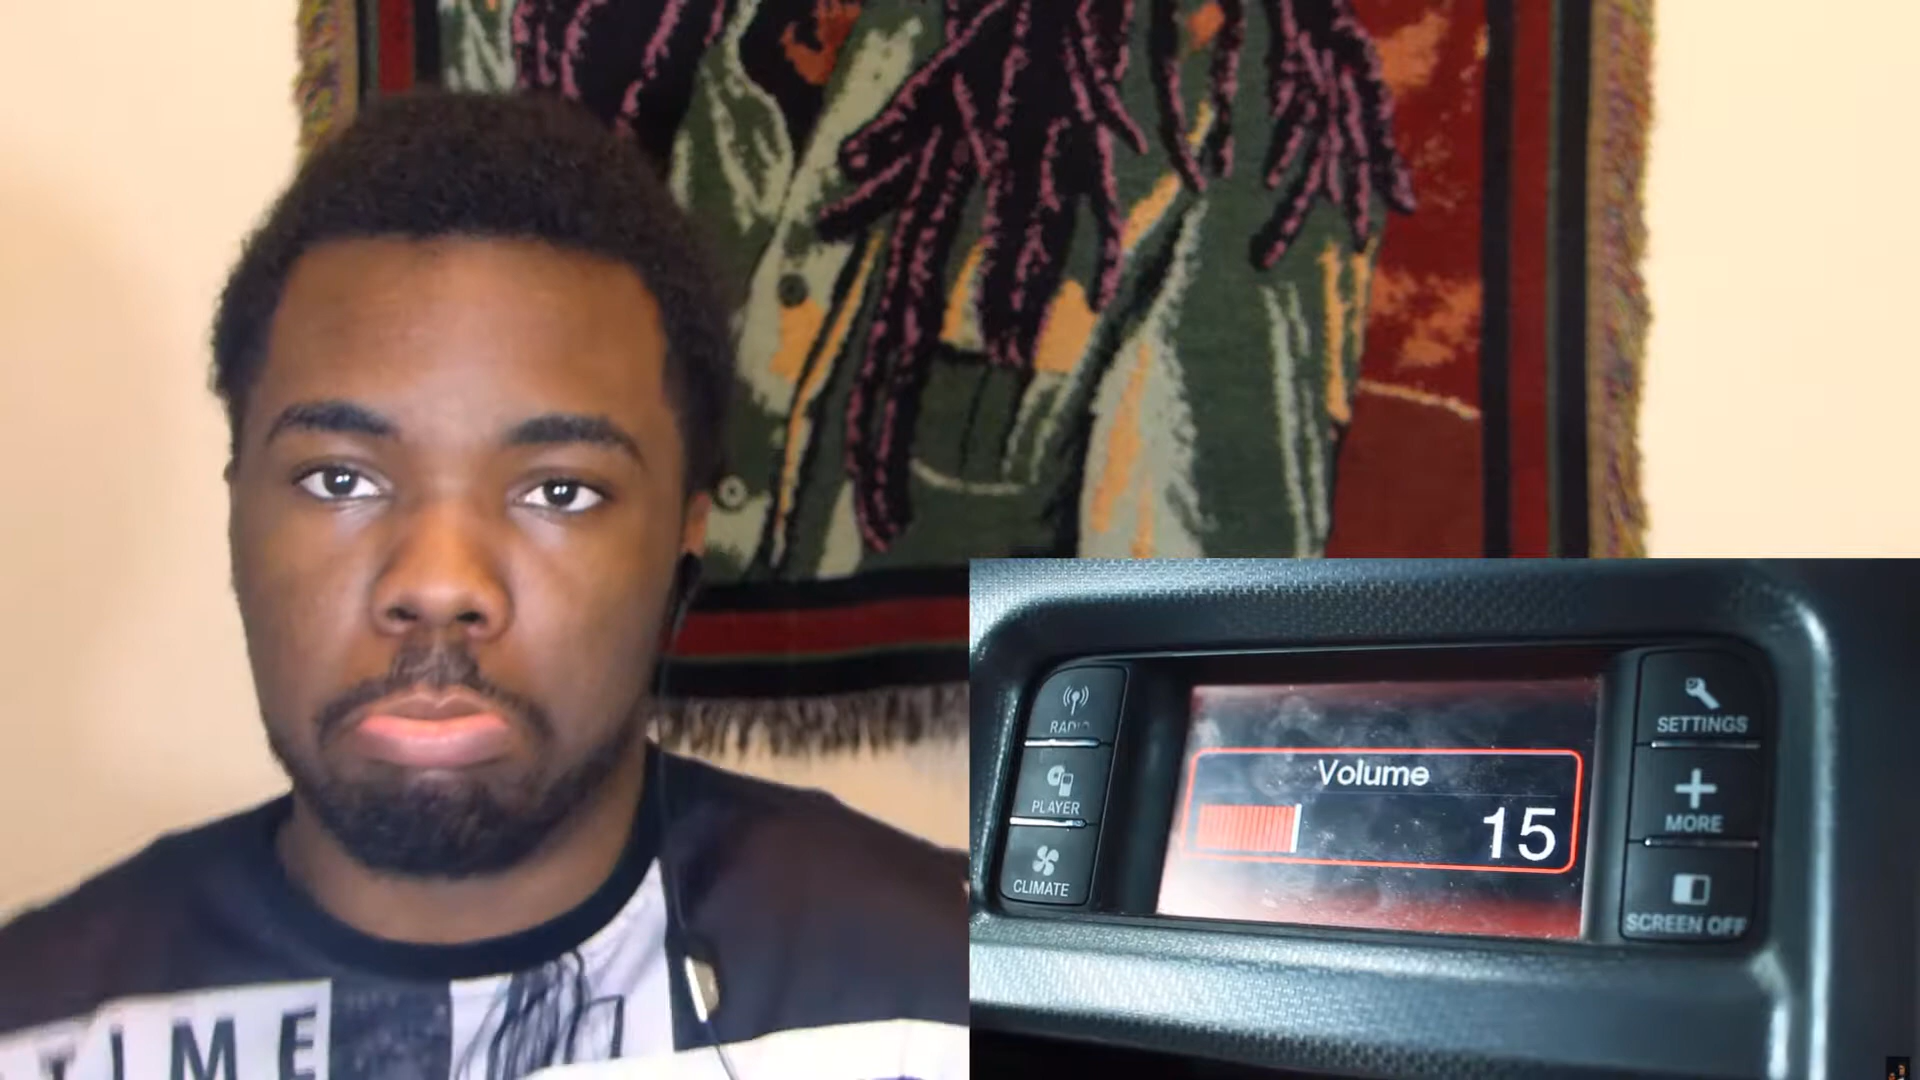 RADIO
PLAYER
CLIMATE
Volume
15
SETTINGS
MORE
SCREEN OFF
TIME